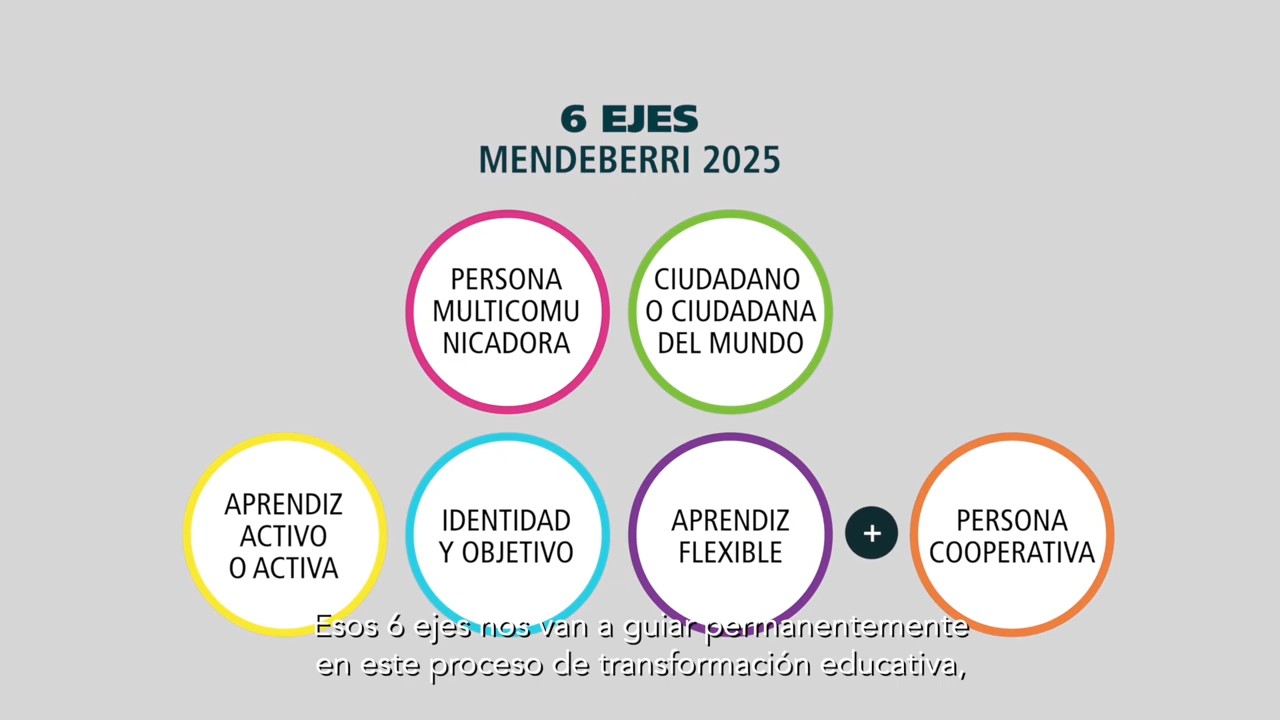 6 EJES
MENDEBERRI 2025
PERSONA
MULTICOMU
NICADORA
CIUDADANO
O CIUDADANA
DEL MUNDO
APRENDIZ
ACTIVO
O ACTIVA
IDENTIDAD
Y OBJETIVO
APRENDIZ
FLEXIBLE
+
PERSONA
COOPERATIVA
Esos 6 ejes nos van a guiar permanentemente
en este proceso de transformación educativa,